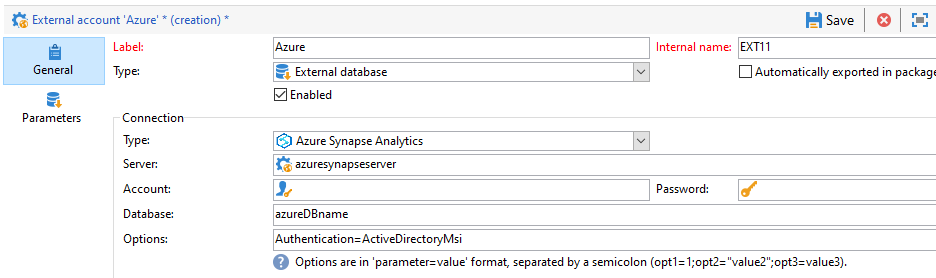 External account 'Azure' * (creation) * Save
General
Parameters
Label: Azure Internal name: EXT11
Type: External database Automatically exported in package
Enabled
Connection
Type: Azure Synapse Analytics
Server: azuresynapseserver
Account: Password:
Database: azureDBname
Options: Authentication=ActiveDirectoryMsi
? Options are in 'parameter=value' format, separated by a semicolon (opt1=1;opt2="value2";opt3=value3).